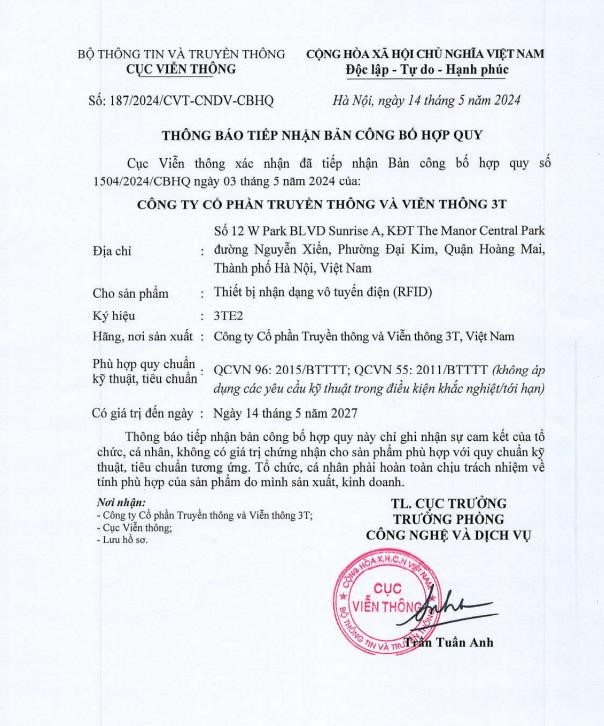 BỘ THÔNG TIN VÀ TRUYỀN THÔNG
CỤC VIỄN THÔNG
CỘNG HÒA XÃ HỘI CHỦ NGHĨA VIỆT NAM
Độc lập - Tự do - Hạnh phúc
Số: 187/2024/CVT-CNDV-CBHQ
Hà Nội, ngày 14 tháng 5 năm 2024
THÔNG BÁO TIẾP NHẬN BẢN CÔNG BỐ HỢP QUY
Cục Viễn thông xác nhận đã tiếp nhận Bản công bố hợp quy số
1504/2024/CBHQ ngày 03 tháng 5 năm 2024 của:
CÔNG TY CỔ PHẦN TRUYỀN THÔNG VÀ VIỄN THÔNG 3T
Địa chỉ : Số 12 W Park BLVD Sunrise A, KĐT The Manor Central Park
đường Nguyễn Xiển, Phường Đại Kim, Quận Hoàng Mai,
Thành phố Hà Nội, Việt Nam
Cho sản phẩm : Thiết bị nhận dạng vô tuyến điện (RFID)
Ký hiệu : 3TE2
Hãng, nơi sản xuất : Công ty Cổ phần Truyền thông và Viễn thông 3T, Việt Nam
Phù hợp quy chuẩn
kỹ thuật, tiêu chuẩn : QCVN 96: 2015/BTTTT; QCVN 55: 2011/BTTTT (không áp
dụng các yêu cầu kỹ thuật trong điều kiện khắc nghiệt/tới hạn)
Có giá trị đến ngày : Ngày 14 tháng 5 năm 2027
Thông báo tiếp nhận bản công bố hợp quy này chỉ ghi nhận sự cam kết của tổ
chức, cá nhân, không có giá trị chứng nhận cho sản phẩm phù hợp với quy chuẩn kỹ
thuật, tiêu chuẩn tương ứng. Tổ chức, cá nhân phải hoàn toàn chịu trách nhiệm về
tính phù hợp của sản phẩm do mình sản xuất, kinh doanh.
Nơi nhận:
- Công ty Cổ phần Truyền thông và Viễn thông 3T;
- Cục Viễn thông;
- Lưu hồ sơ.
TL. CỤC TRƯỞNG
TRƯỞNG PHÒNG
CÔNG NGHỆ VÀ DỊCH VỤ
CỘNG HÒA X.H.C.N VIỆT NAM
CỤC
VIỄN THÔNG
BỘ THÔNG TIN VÀ TRUYỀN THÔNG
Trần Tuấn Anh